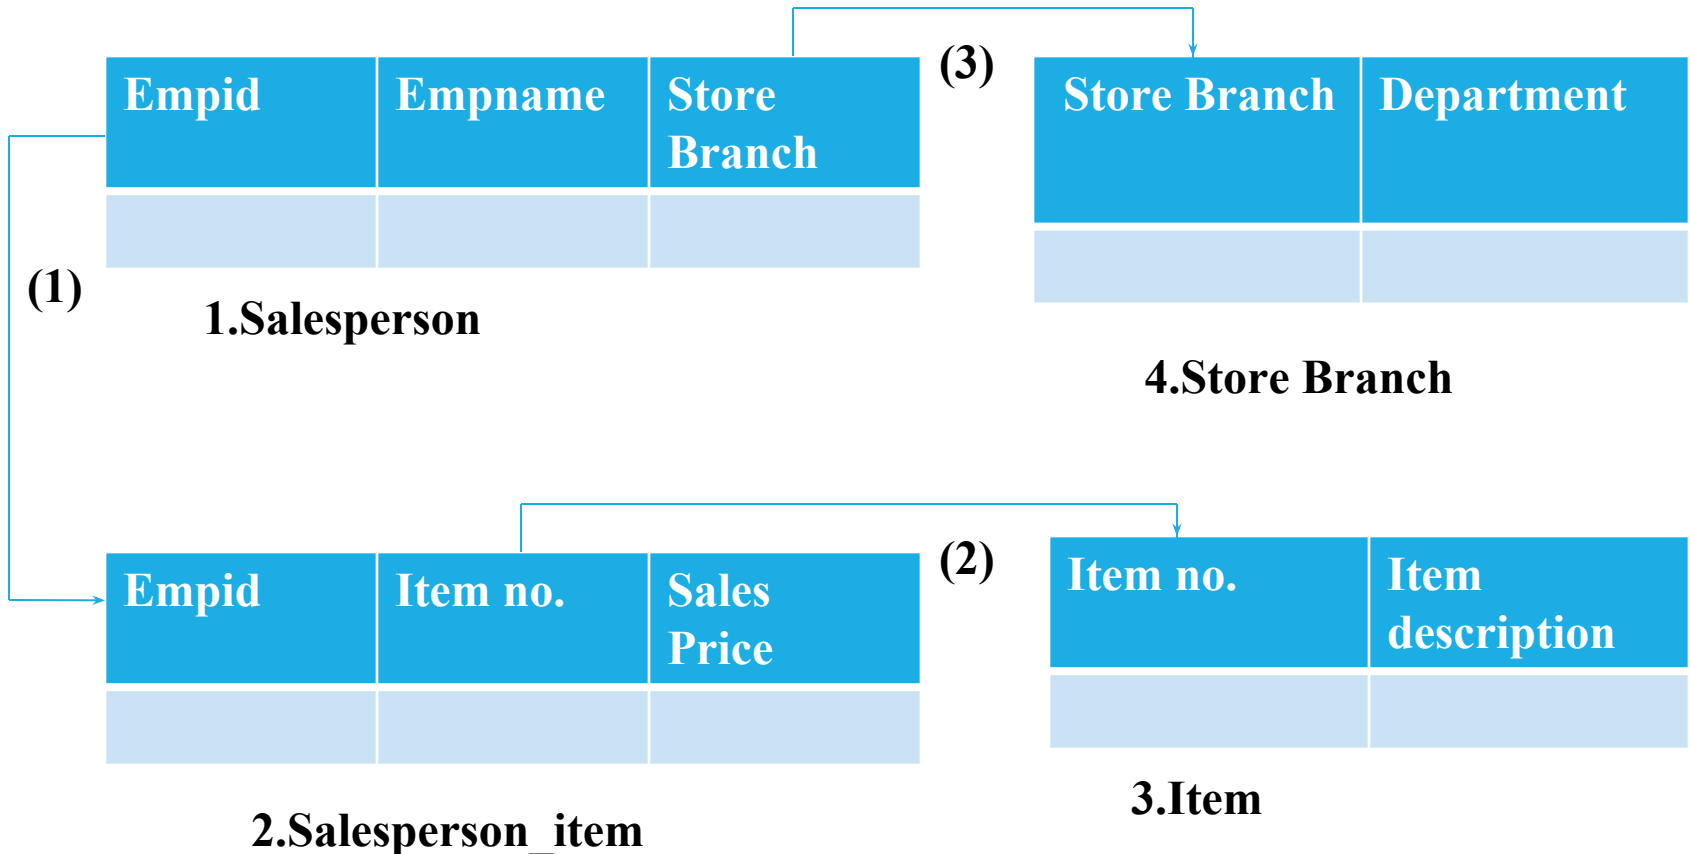 Empid Empname Store
Branch
(3)
Store Branch Department
(1)
1.Salesperson
4.Store Branch
Empid Item no. Sales
Price
(2)
Item no. Item
description
2.Salesperson_item
3.Item